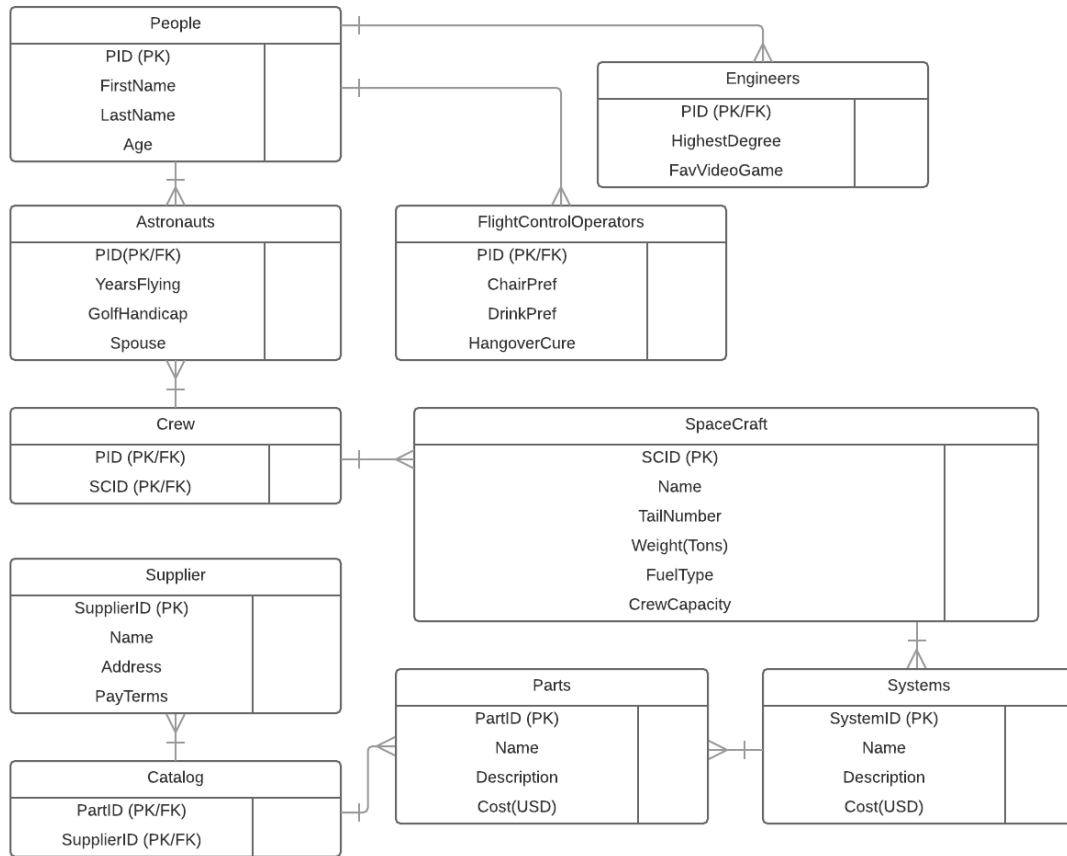 People
PID (PK)
FirstName
LastName
Age
Engineers
PID (PK/FK)
HighestDegree
FavVideoGame
Astronauts
PID(PK/FK)
YearsFlying
GolfHandicap
Spouse
FlightControlOperators
PID (PK/FK)
ChairPref
DrinkPref
HangoverCure
Crew
PID (PK/FK)
SCID (PK/FK)
SpaceCraft
SCID (PK)
Name
TailNumber
Weight(Tons)
FuelType
CrewCapacity
Supplier
SupplierID (PK)
Name
Address
PayTerms
Parts
PartID (PK)
Name
Description
Cost(USD)
Systems
SystemID (PK)
Name
Description
Cost(USD)
Catalog
PartID (PK/FK)
SupplierID (PK/FK)